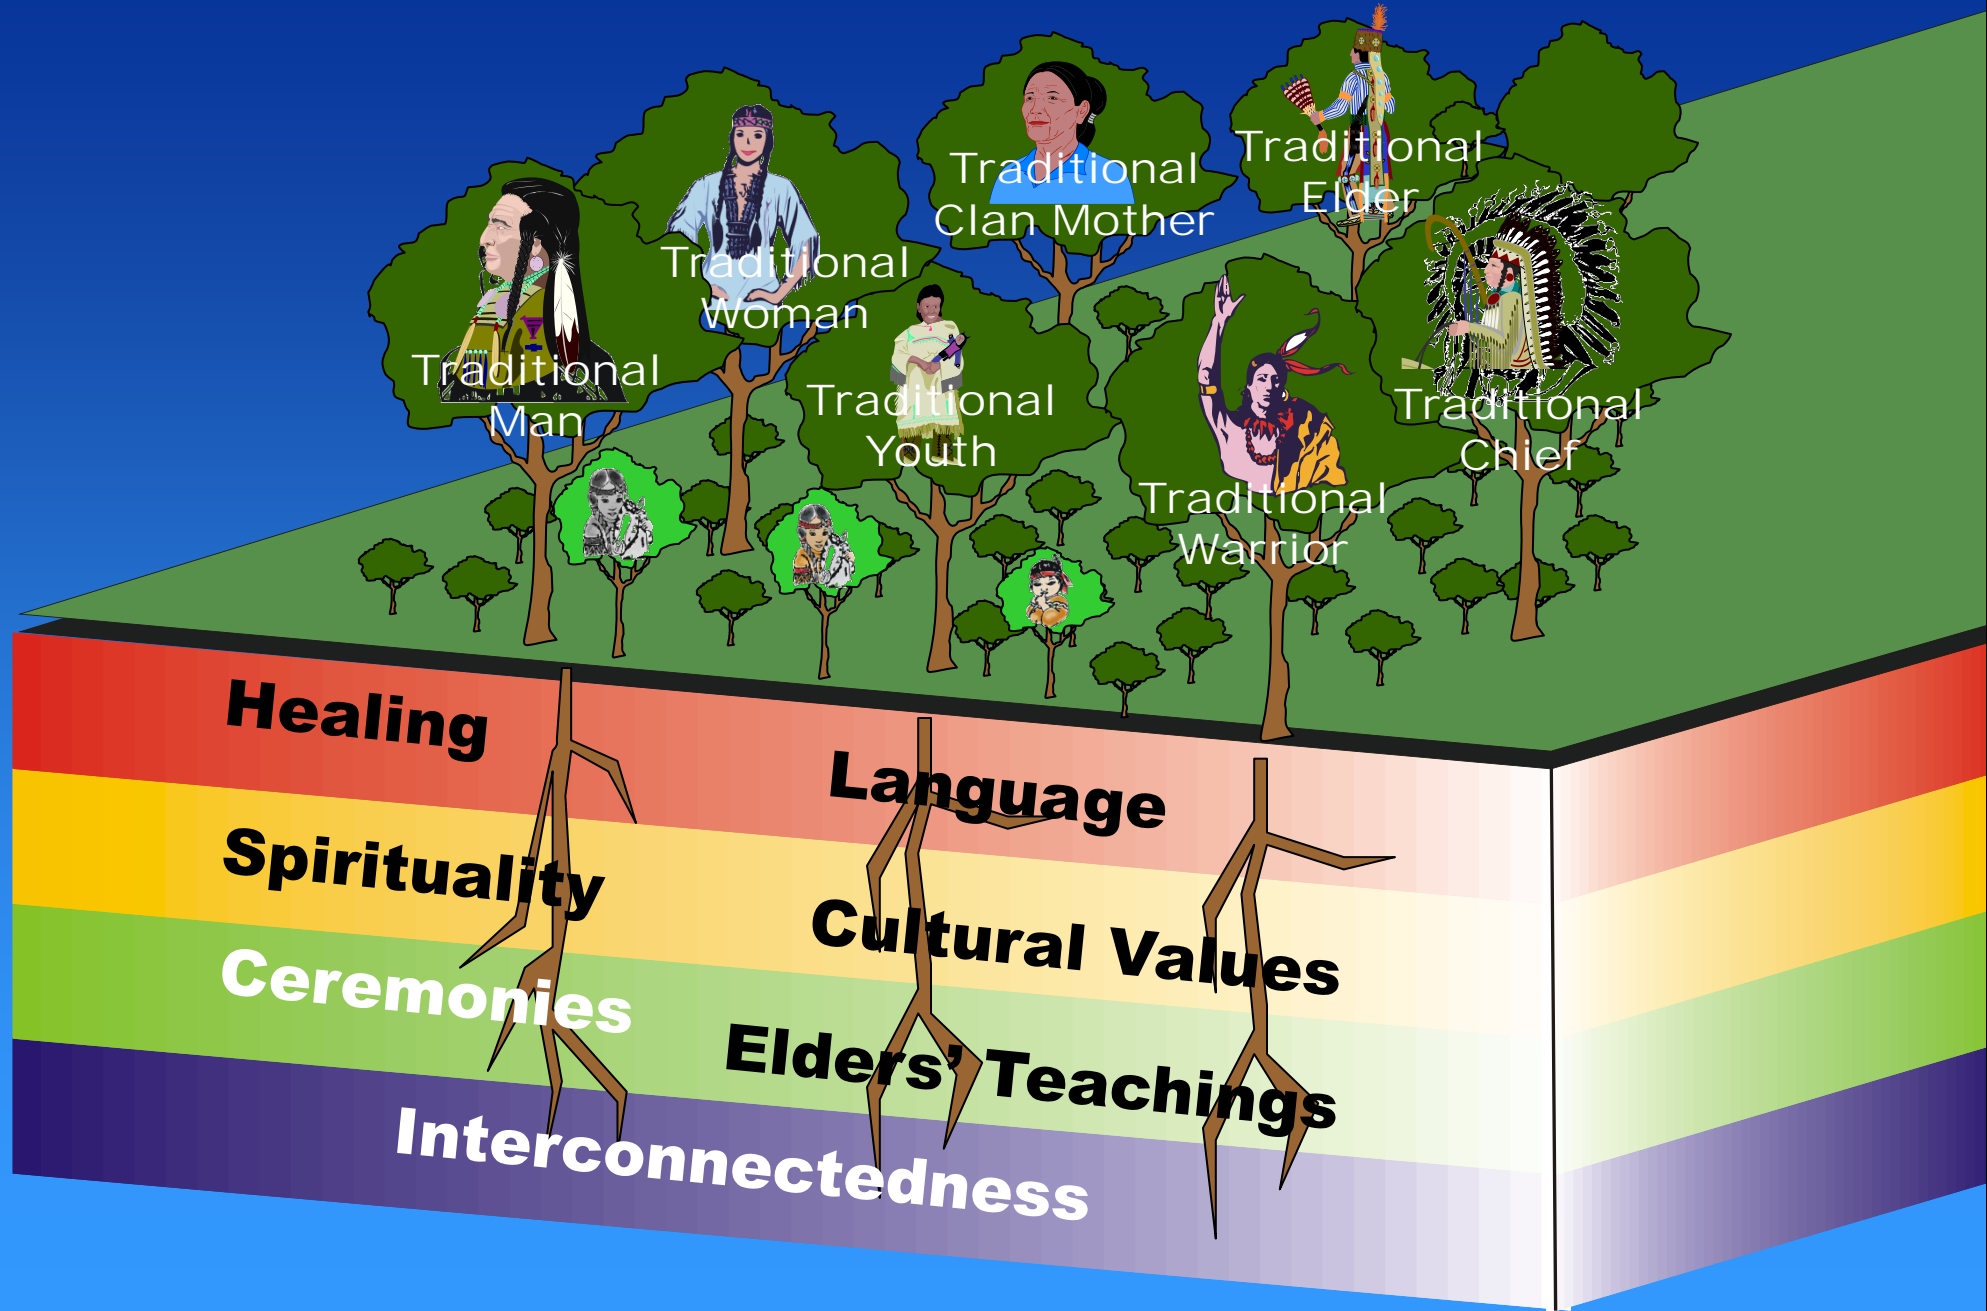 Traditional
Elder
Traditional
Clan Mother
Traditional
Woman
Traditional
Man
Traditional
Youth
Traditional
Chief
Traditional
Warrior
Healing
Language
Spirituality
Cultural Values
Ceremonies
Elders’ Teachings
Interconnectedness